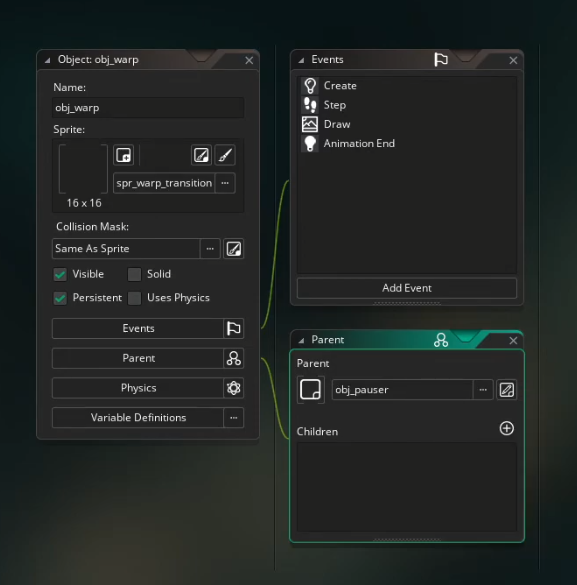 Object: obj_warp
Name:
obj_warp
Sprite:
spr_warp_transition ...
16 x 16
Collision Mask:
Same As Sprite ...
Visible Solid
Persistent Uses Physics
Events
Parent
Physics
Variable Definitions ...
Events
Create
Step
Draw
Animation End
Add Event
Parent
Parent
obj_pauser ...
Children